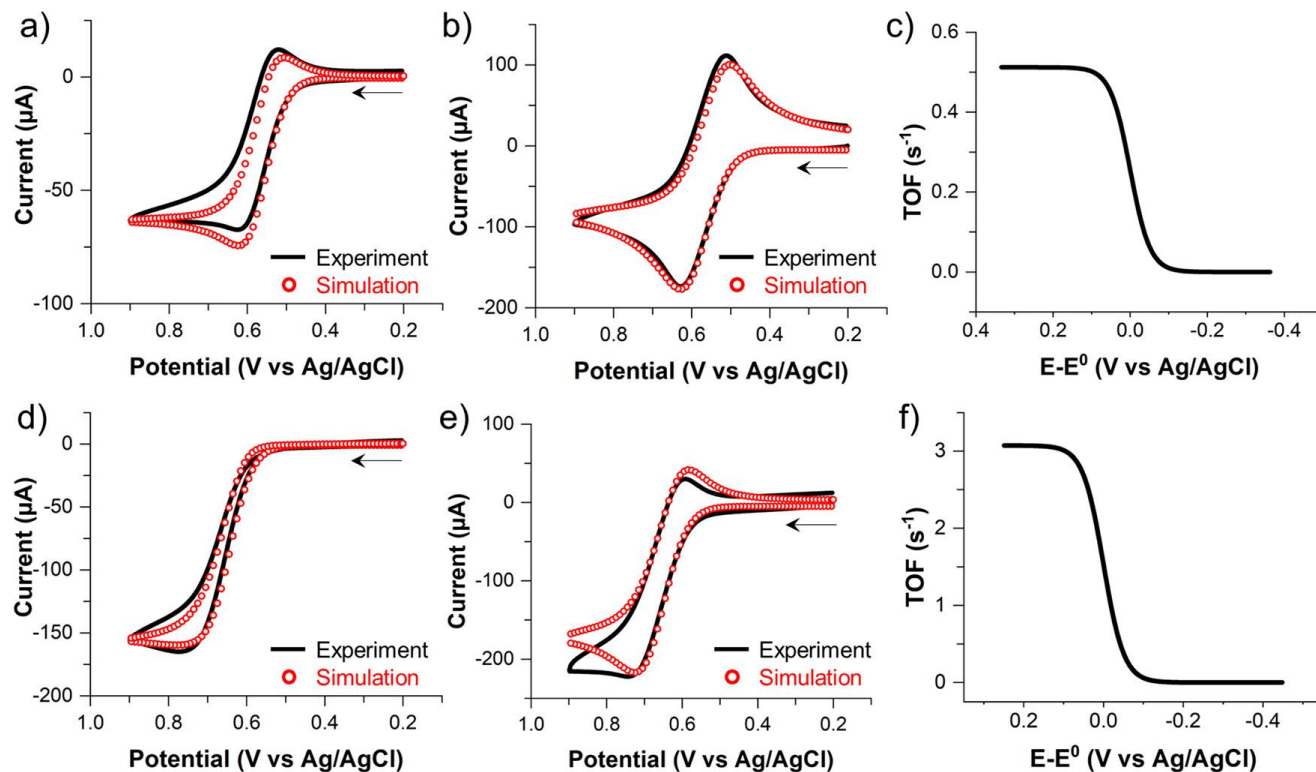 a)
0
-50
-100
Current (µA)
Experiment
Simulation
1.0 0.8 0.6 0.4 0.2
Potential (V vs Ag/AgCl)
b)
100
0
-100
-200
Current (µA)
Experiment
Simulation
1.0 0.8 0.6 0.4 0.2
Potential (V vs Ag/AgCl)
c)
0.6
0.4
0.2
0.0
TOF (s⁻¹)
0.4 0.2 0.0 -0.2 -0.4
E-E⁰ (V vs Ag/AgCl)
d)
0
-50
-100
-150
-200
Current (µA)
Experiment
Simulation
1.0 0.8 0.6 0.4 0.2
Potential (V vs Ag/AgCl)
e)
100
0
-100
-200
Current (µA)
Experiment
Simulation
1.0 0.8 0.6 0.4 0.2
Potential (V vs Ag/AgCl)
f)
3
2
1
0
TOF (s⁻¹)
0.2 0.0 -0.2 -0.4
E-E⁰ (V vs Ag/AgCl)